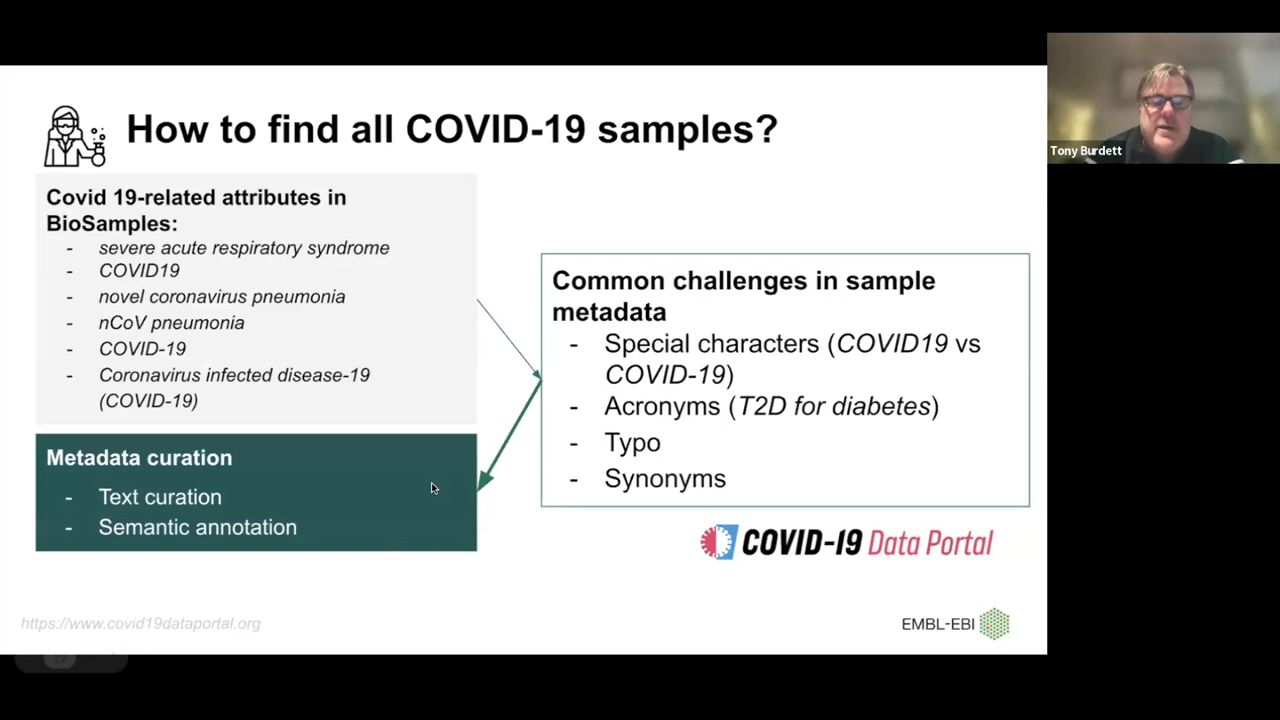 How to find all COVID-19 samples?
Covid 19-related attributes in
BioSamples:
- severe acute respiratory syndrome
- COVID19
- novel coronavirus pneumonia
- nCoV pneumonia
- COVID-19
- Coronavirus infected disease-19
(COVID-19)
Metadata curation
- Text curation
- Semantic annotation
Common challenges in sample
metadata
- Special characters (COVID19 vs
COVID-19)
- Acronyms (T2D for diabetes)
- Typo
- Synonyms
COVID-19 Data Portal
https://www.covid19dataportal.org
EMBL-EBI
17
Tony Burdett